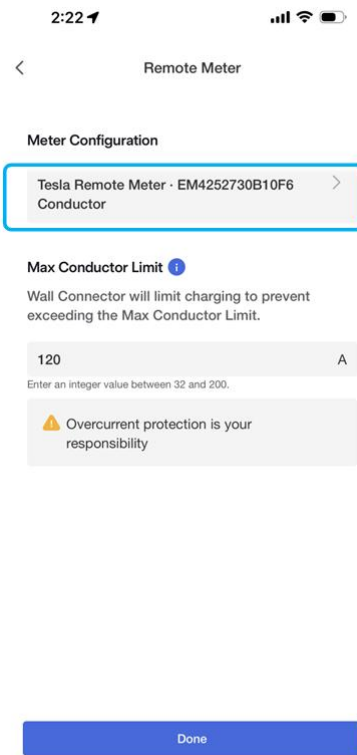 2:22
Remote Meter
Meter Configuration
Tesla Remote Meter · EM4252730B10F6
Conductor
Max Conductor Limit
Wall Connector will limit charging to prevent
exceeding the Max Conductor Limit.
120 A
Enter an integer value between 32 and 200.
Overcurrent protection is your
responsibility
Done